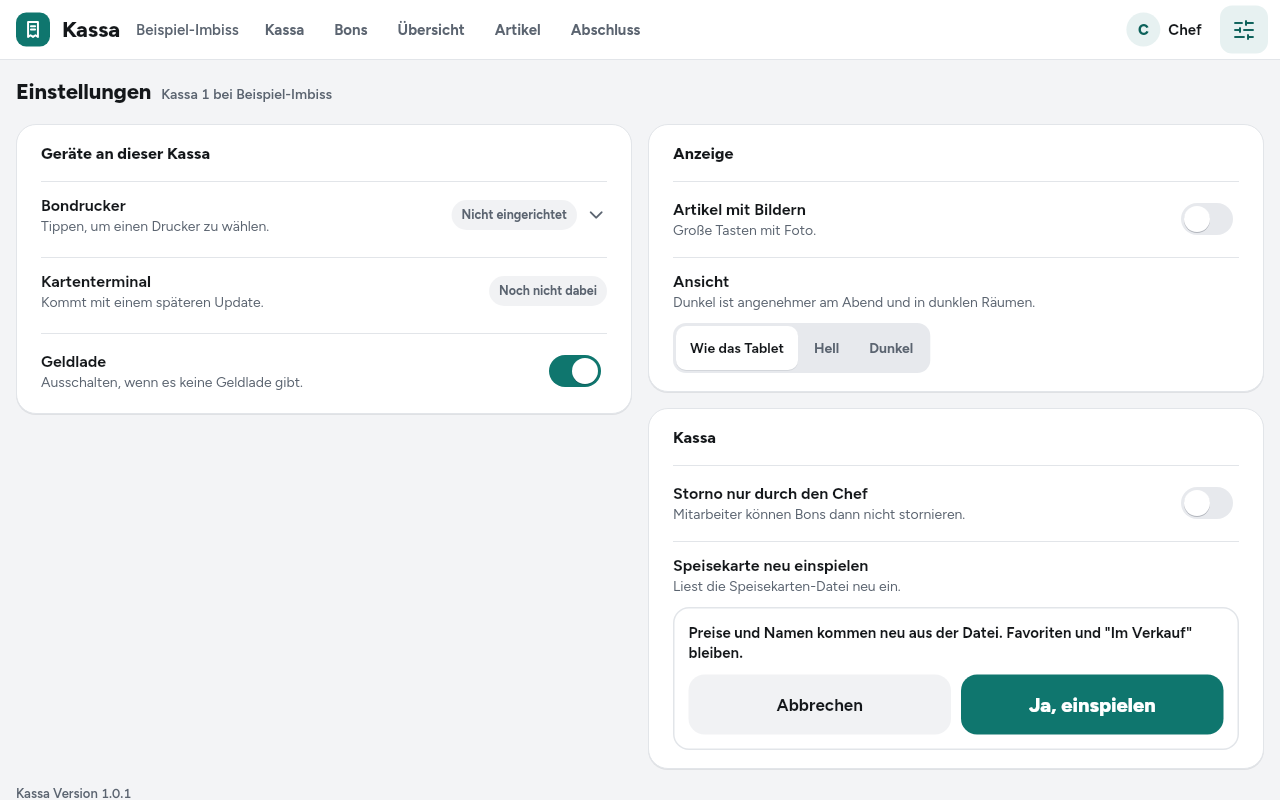 Kassa Beispiel-Imbiss Kassa Bons Übersicht Artikel Abschluss C Chef
Einstellungen Kassa 1 bei Beispiel-Imbiss
Geräte an dieser Kassa
Bondrucker
Tippen, um einen Drucker zu wählen.
Nicht eingerichtet
Kartenterminal
Kommt mit einem späteren Update.
Noch nicht dabei
Geldlade
Ausschalten, wenn es keine Geldlade gibt.
Anzeige
Artikel mit Bildern
Große Tasten mit Foto.
Ansicht
Dunkel ist angenehmer am Abend und in dunklen Räumen.
Wie das Tablet Hell Dunkel
Kassa
Storno nur durch den Chef
Mitarbeiter können Bons dann nicht stornieren.
Speisekarte neu einspielen
Liest die Speisekarten-Datei neu ein.
Preise und Namen kommen neu aus der Datei. Favoriten und "Im Verkauf"
bleiben.
Abbrechen Ja, einspielen
Kassa Version 1.0.1